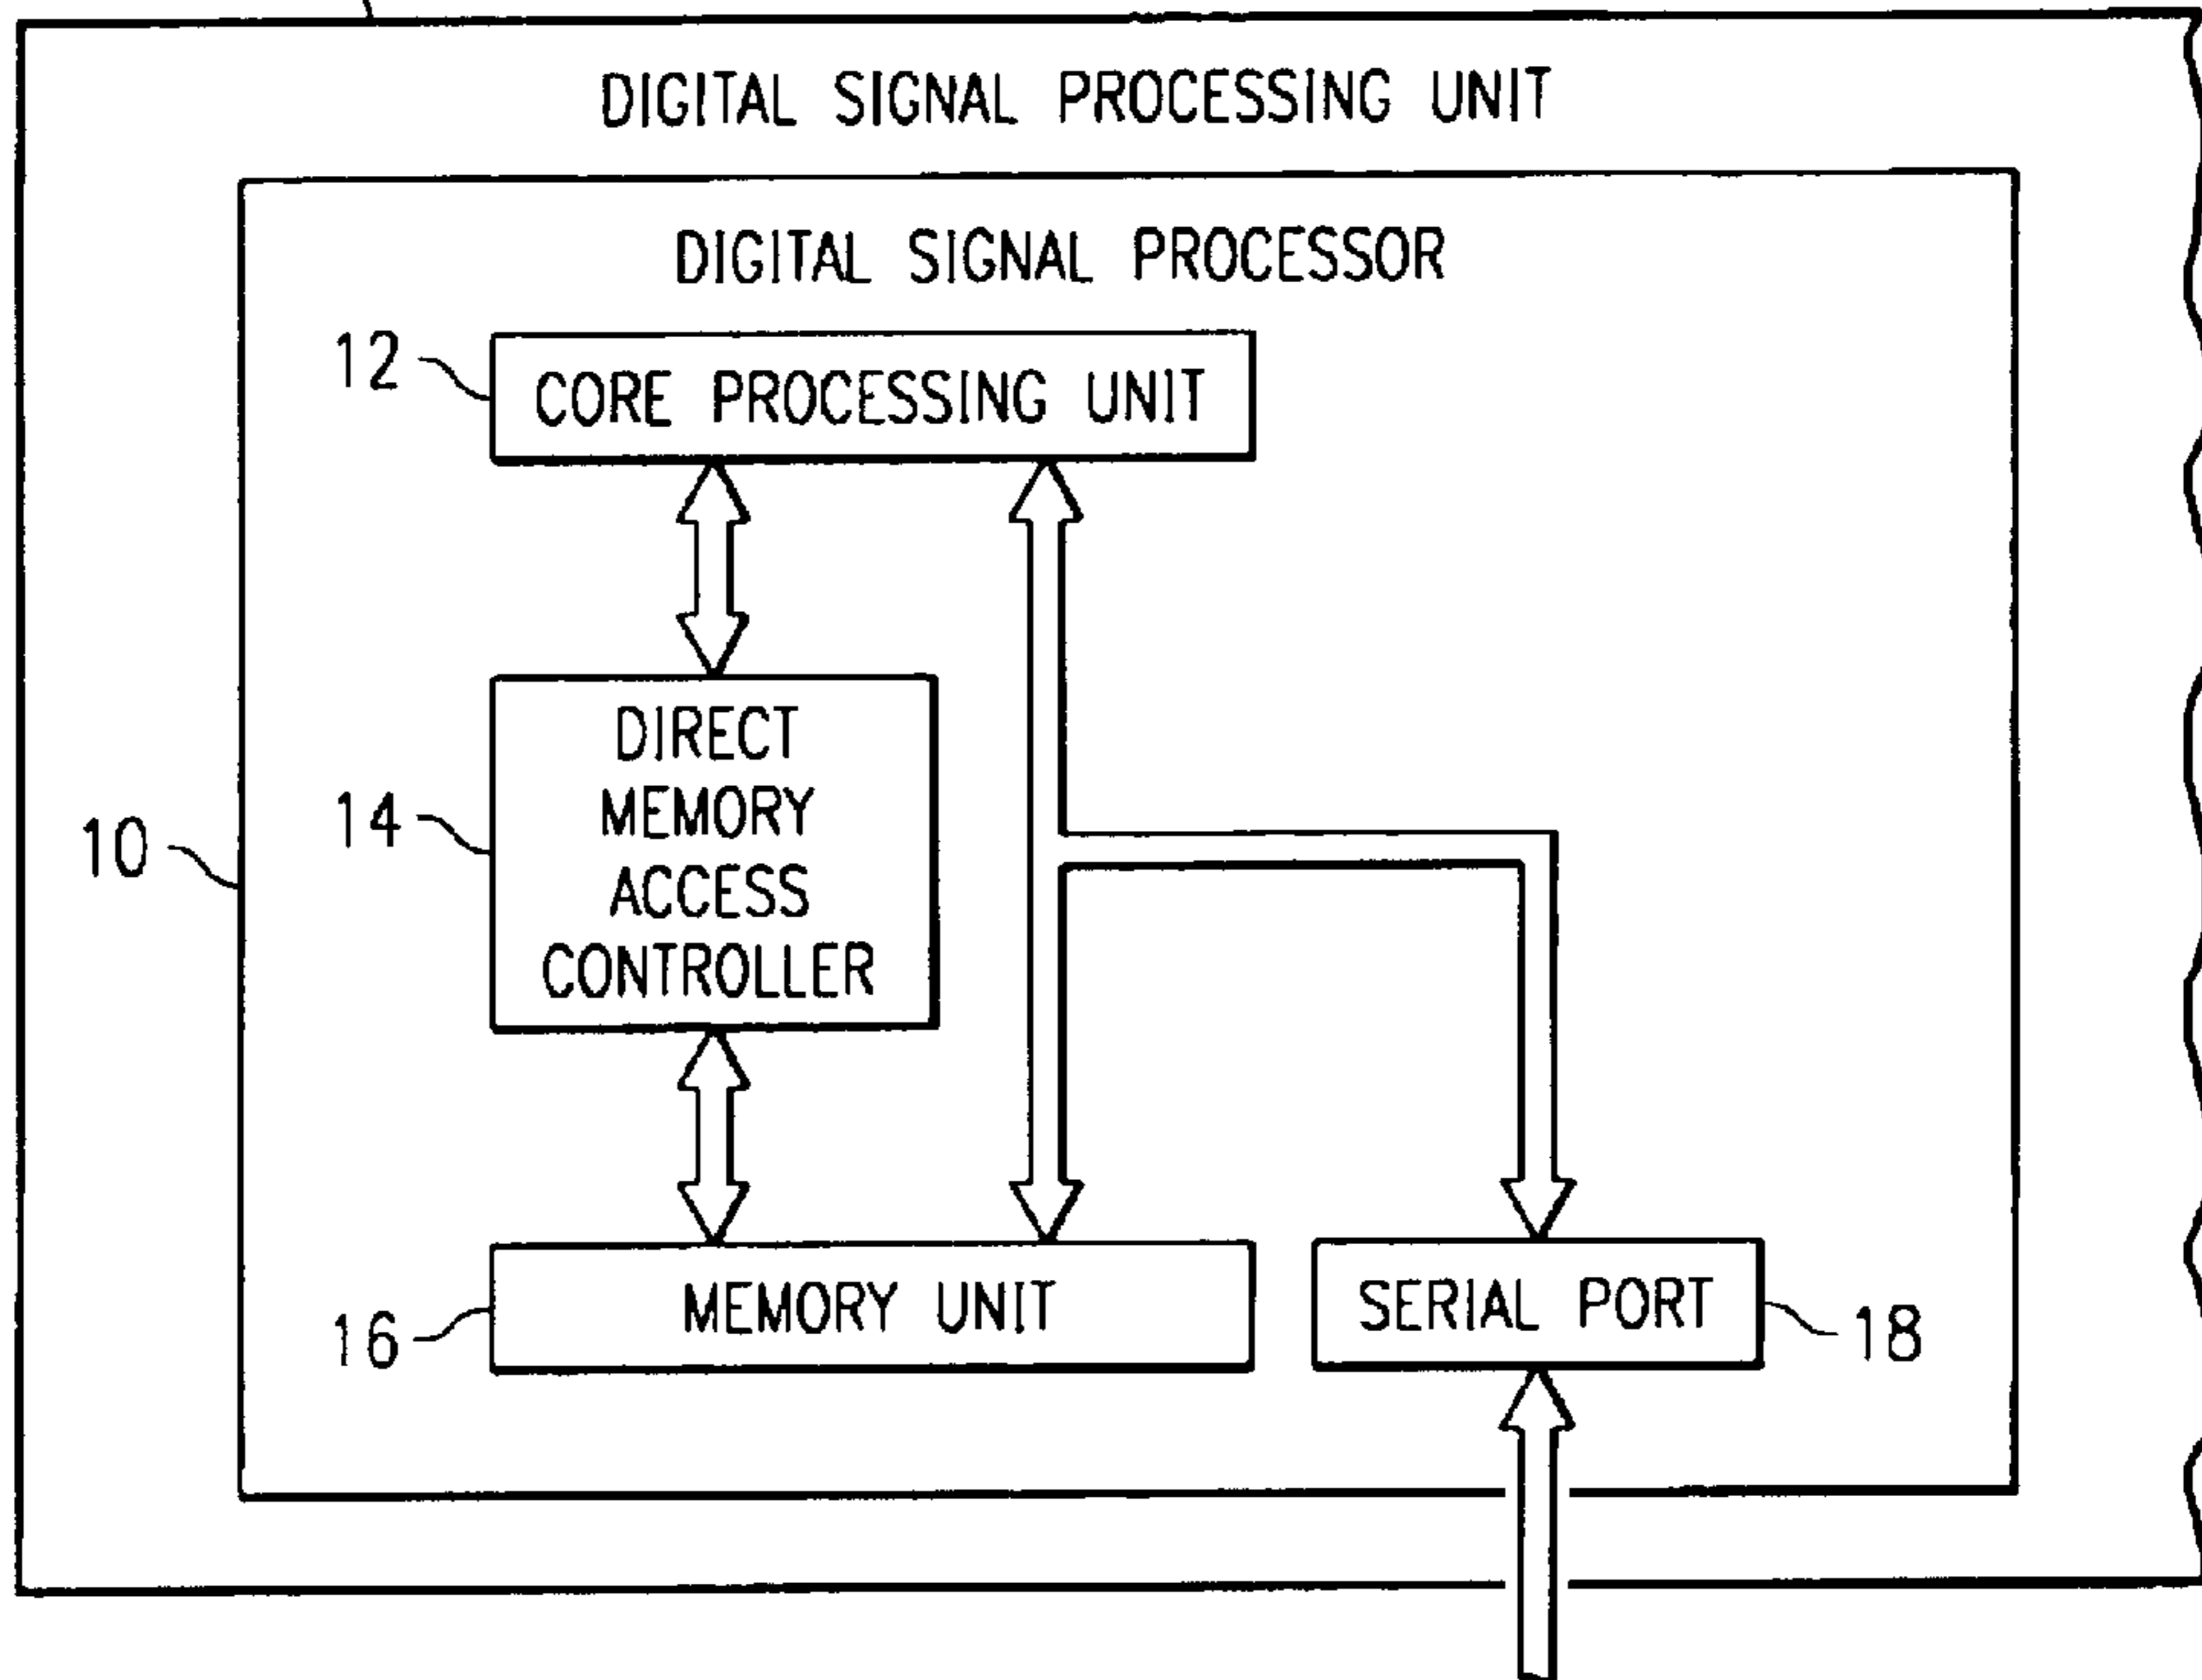 DIGITAL SIGNAL PROCESSING UNIT
DIGITAL SIGNAL PROCESSOR
12
CORE PROCESSING UNIT
DIRECT
MEMORY
ACCESS
CONTROLLER
14
10
MEMORY UNIT
16
SERIAL PORT
18